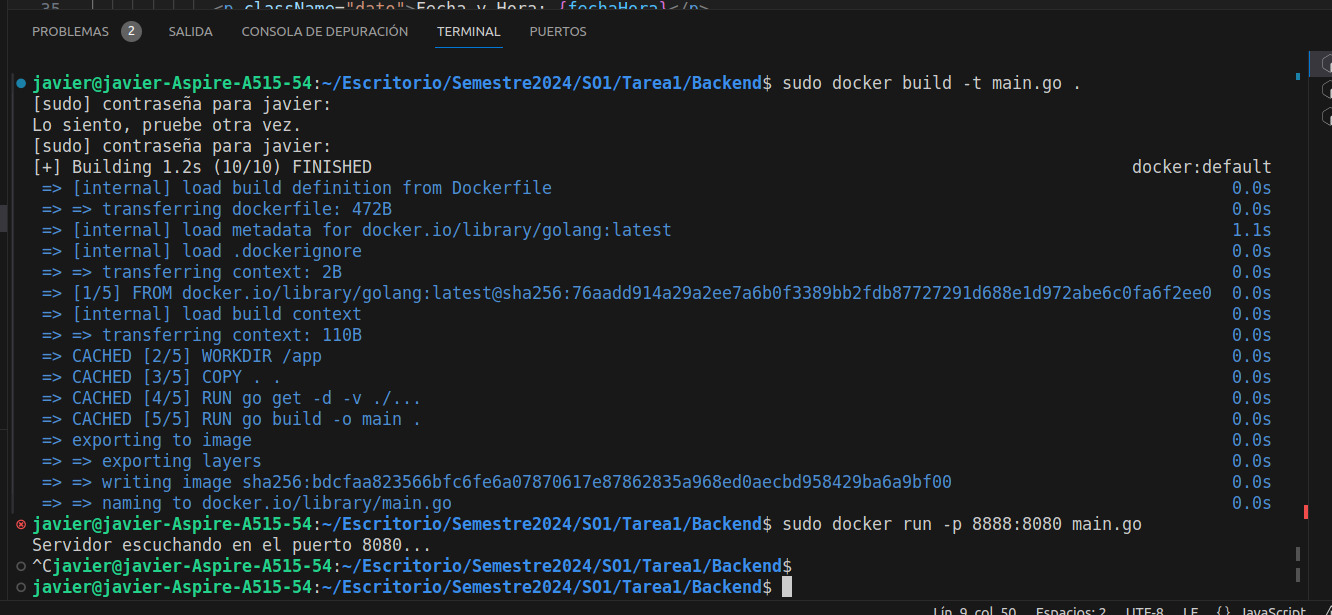 35 <p className="dato">Fecha y Hora: {fechaHora}</p>
PROBLEMAS 2 SALIDA CONSOLA DE DEPURACIÓN TERMINAL PUERTOS
javier@javier-Aspire-A515-54:~/Escritorio/Semestre2024/SO1/Tarea1/Backend$ sudo docker build -t main.go .
[sudo] contraseña para javier:
Lo siento, pruebe otra vez.
[sudo] contraseña para javier:
[+] Building 1.2s (10/10) FINISHED docker:default
=> [internal] load build definition from Dockerfile 0.0s
=> => transferring dockerfile: 472B 0.0s
=> [internal] load metadata for docker.io/library/golang:latest 1.1s
=> [internal] load .dockerignore 0.0s
=> => transferring context: 2B 0.0s
=> [1/5] FROM docker.io/library/golang:latest@sha256:76aadd914a29a2ee7a6b0f3389bb2fdb87727291d688e1d972abe6c0fa6f2ee0 0.0s
=> [internal] load build context 0.0s
=> => transferring context: 110B 0.0s
=> CACHED [2/5] WORKDIR /app 0.0s
=> CACHED [3/5] COPY . . 0.0s
=> CACHED [4/5] RUN go get -d -v ./... 0.0s
=> CACHED [5/5] RUN go build -o main . 0.0s
=> exporting to image 0.0s
=> => exporting layers 0.0s
=> => writing image sha256:bdcfaa823566bfc6fe6a07870617e87862835a968ed0aecbd958429ba6a9bf00 0.0s
=> => naming to docker.io/library/main.go 0.0s
javier@javier-Aspire-A515-54:~/Escritorio/Semestre2024/SO1/Tarea1/Backend$ sudo docker run -p 8888:8080 main.go
Servidor escuchando en el puerto 8080...
^Cjavier@javier-Aspire-A515-54:~/Escritorio/Semestre2024/SO1/Tarea1/Backend$
javier@javier-Aspire-A515-54:~/Escritorio/Semestre2024/SO1/Tarea1/Backend$
Lín. 9, col. 50 Espacios: 2 UTF-8 LF {} JavaScript